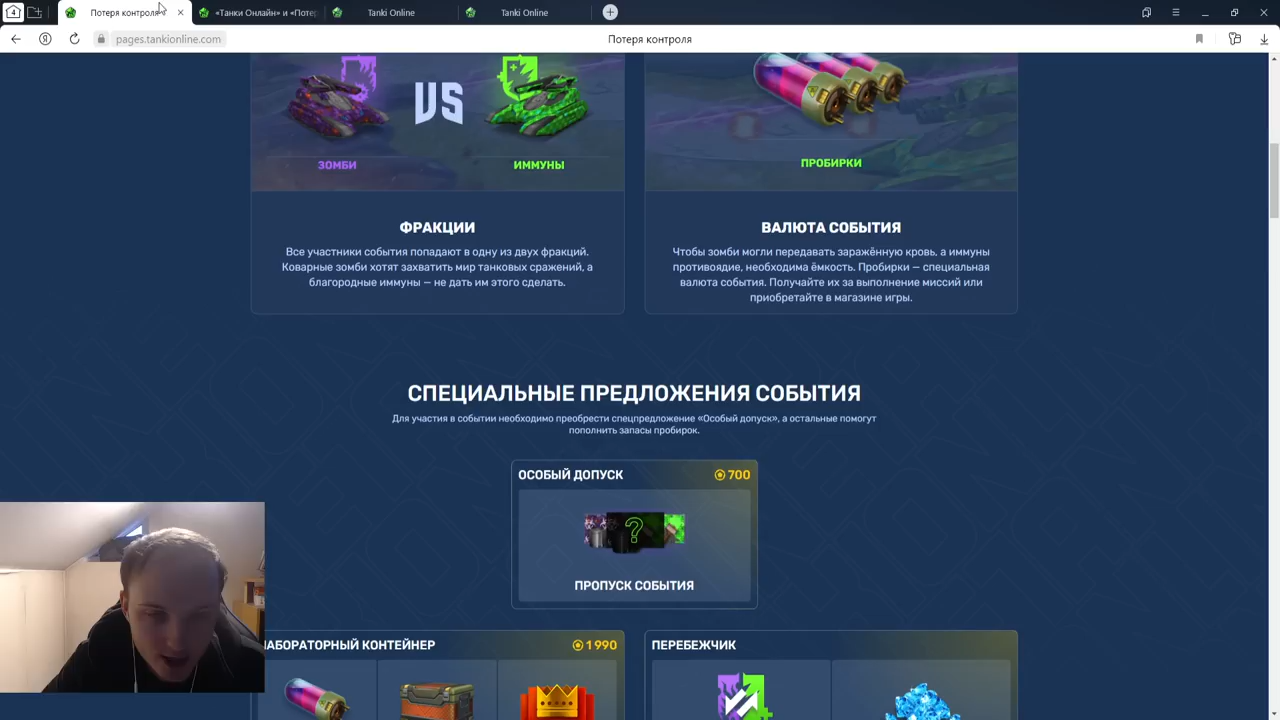 4
Потеря контроля
«Танки Онлайн» и «Потер
Tanki Online
Tanki Online
pages.tankionline.com
Потеря контроля
VS
ЗОМБИ
ИММУНЫ
ПРОБИРКИ
ФРАКЦИИ
Все участники события попадают в одну из двух фракций.
Коварные зомби хотят захватить мир танковых сражений, а
благородные иммуны — не дать им этого сделать.
ВАЛЮТА СОБЫТИЯ
Чтобы зомби могли передавать заражённую кровь, а иммуны
противоядие, необходима ёмкость. Пробирки — специальная
валюта события. Получайте их за выполнение миссий или
приобретайте в магазине игры.
СПЕЦИАЛЬНЫЕ ПРЕДЛОЖЕНИЯ СОБЫТИЯ
Для участия в событии необходимо преобрести спецпредложение «Особый допуск», а остальные помогут
пополнить запасы пробирок.
ОСОБЫЙ ДОПУСК
700
?
ПРОПУСК СОБЫТИЯ
АБОРАТОРНЫЙ КОНТЕЙНЕР
1 990
ПЕРЕБЕЖЧИК